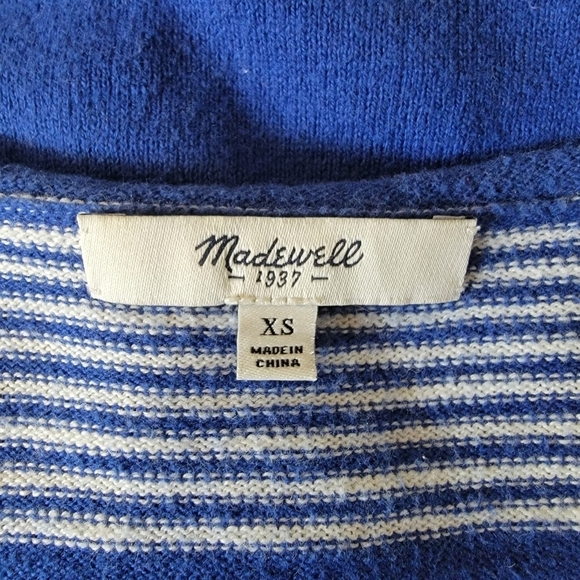 Madewell
— 1937 —
XS
MADE IN
CHINA